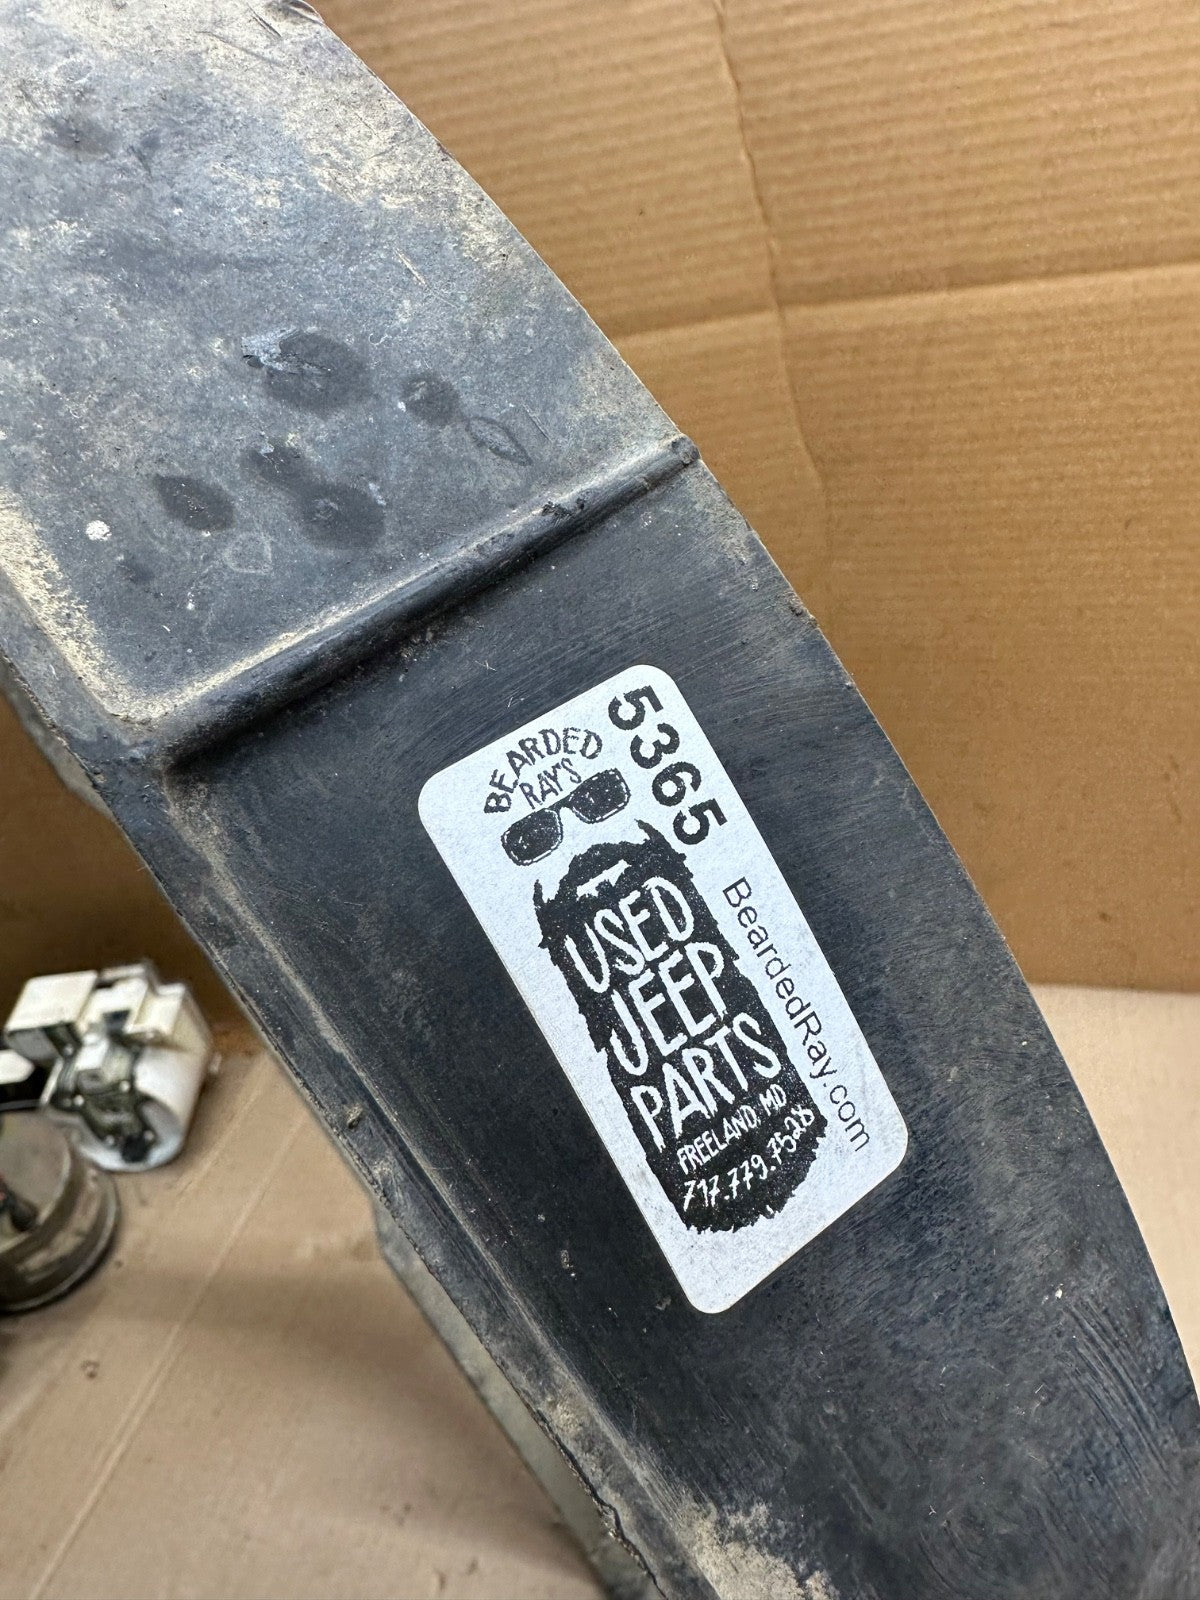 BEARDED
RAY'S
USED
JEEP
PARTS
FREELAND, MD
717.779.7528
5365
BeardedRay.com